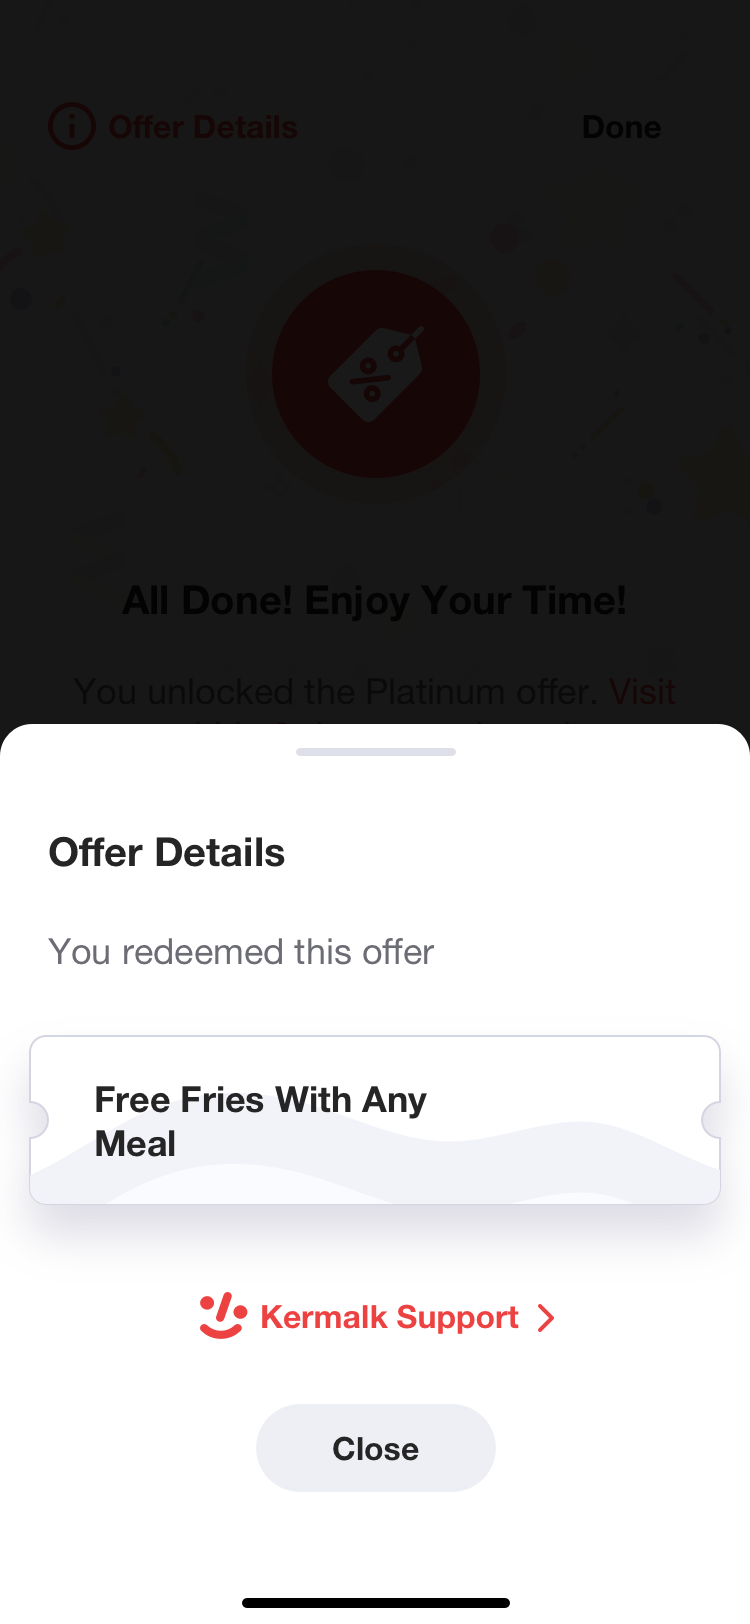 Offer Details
Done
All Done! Enjoy Your Time!
You unlocked the Platinum offer. Visit
Offer Details
You redeemed this offer
Free Fries With Any
Meal
Kermalk Support
Close